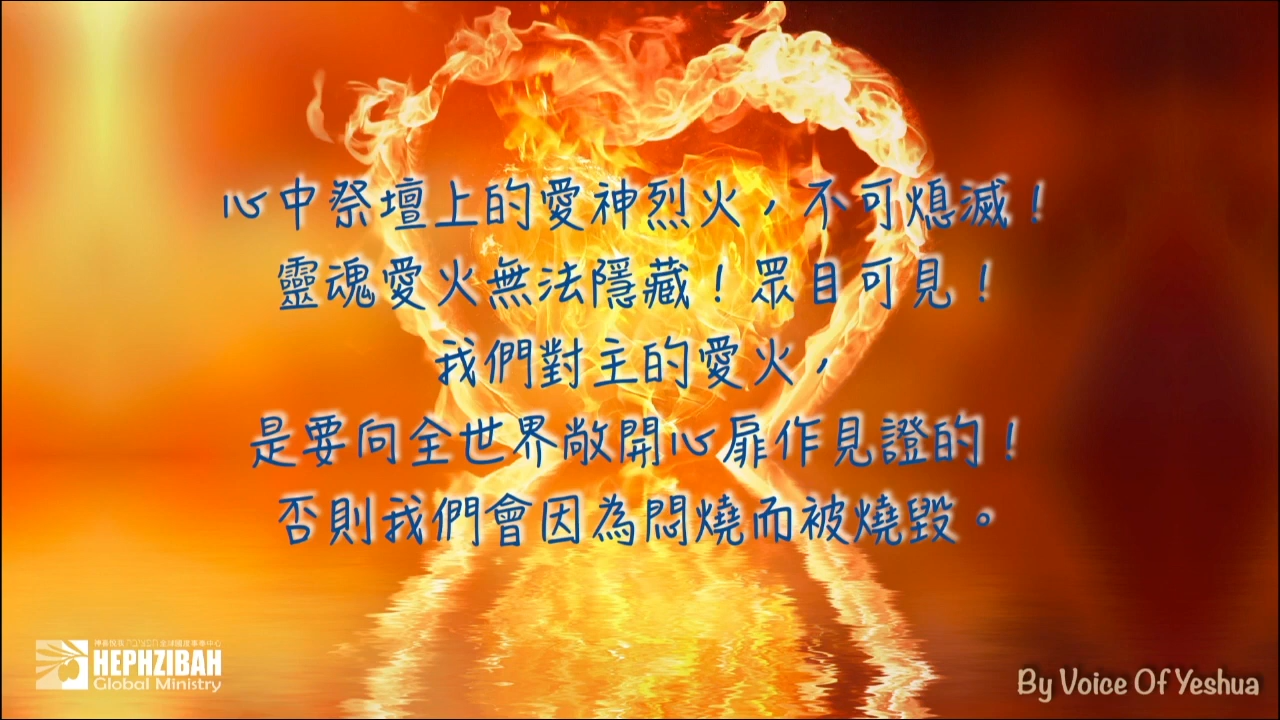 心中祭壇上的愛神烈火，不可熄滅！
靈魂愛火無法隱藏！眾目可見！
我們對主的愛火，
是要向全世界敞開心扉作見證的！
否則我們會因為悶燒而被燒毀。
HEPHZIBAH
Global Ministry
By Voice Of Yeshua